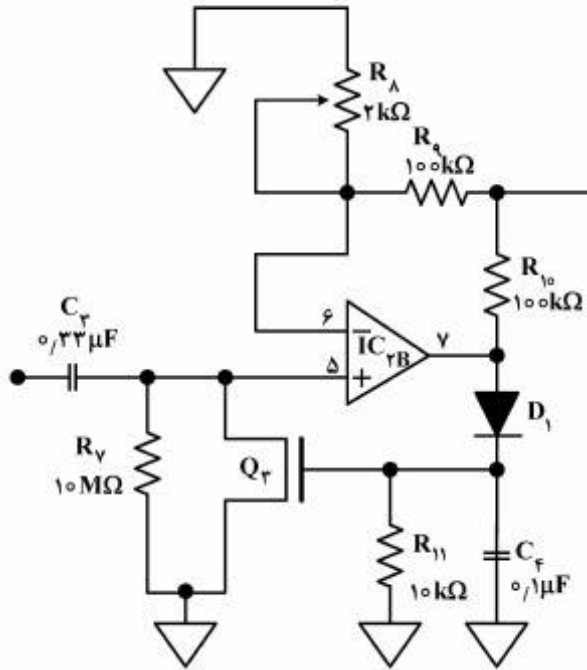 R۸
۲kΩ
R۹
۱۰۰kΩ
R۱۰
۱۰۰kΩ
C۳
۰٫۳۳μF
۶
IC۲B
۷
۵
D۱
R۷
۱۰MΩ
Q۳
R۱۱
۱۰kΩ
C۴
۰٫۱μF